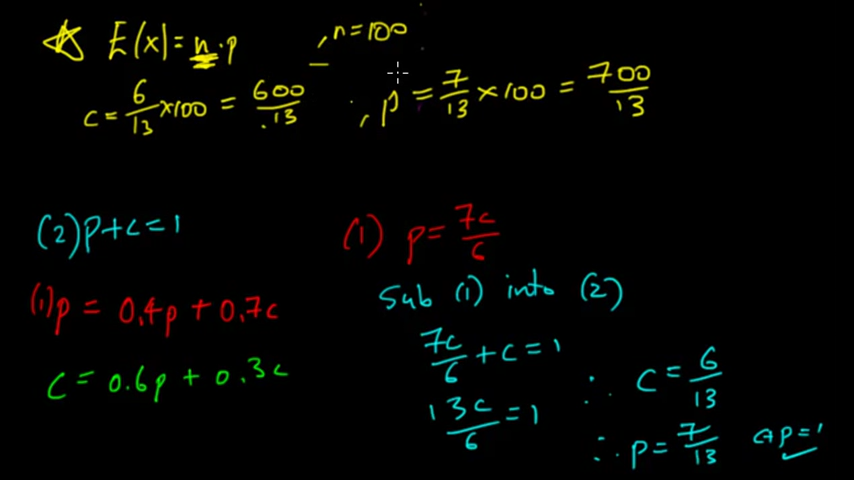 E(x) = n . p , n = 100
c = 6/13 × 100 = 600/13 , p = 7/13 × 100 = 700/13
(2) p + c = 1
(1) p = 0.4p + 0.7c
c = 0.6p + 0.3c
(1) p = 7c/6
Sub (1) into (2)
7c/6 + c = 1
13c/6 = 1
∴ c = 6/13
∴ p = 7/13 c+p=1